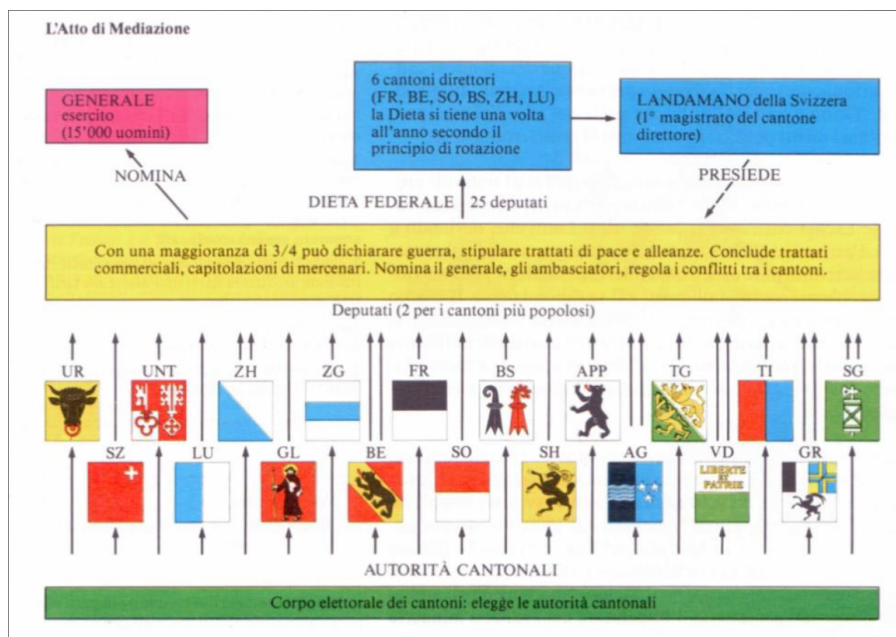 L'Atto di Mediazione
GENERALE
esercito
(15'000 uomini)
6 cantoni direttori
(FR, BE, SO, BS, ZH, LU)
la Dieta si tiene una volta
all'anno secondo il
principio di rotazione
LANDAMANO della Svizzera
(1° magistrato del cantone
direttore)
NOMINA
PRESIEDE
DIETA FEDERALE 25 deputati
Con una maggioranza di 3/4 può dichiarare guerra, stipulare trattati di pace e alleanze. Conclude trattati
commerciali, capitolazioni di mercenari. Nomina il generale, gli ambasciatori, regola i conflitti tra i cantoni.
Deputati (2 per i cantoni più popolosi)
UR UNT ZH ZG FR BS APP TG TI SG
SZ LU GL BE SO SH AG VD GR
LIBERTE
ET
PATRIE
AUTORITÀ CANTONALI
Corpo elettorale dei cantoni: elegge le autorità cantonali